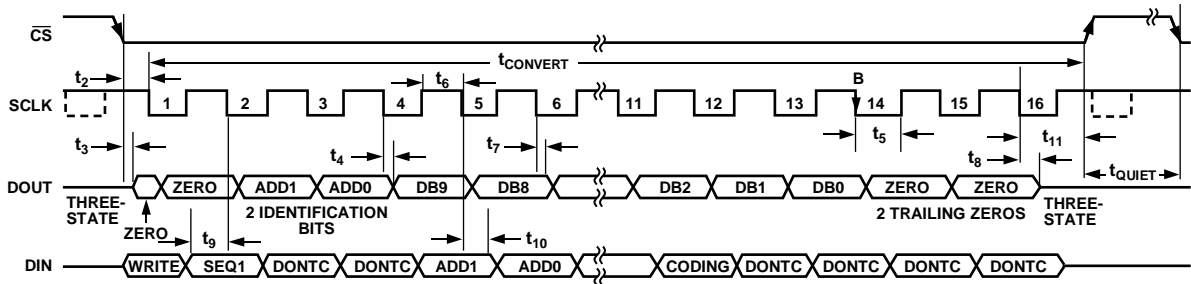 CS
tCONVERT
t2
t6
B
SCLK
1 2 3 4 5 6 11 12 13 14 15 16
t3
t4
t7
t5
t8
t11
DOUT
ZERO ADD1 ADD0 DB9 DB8 DB2 DB1 DB0 ZERO ZERO
tQUIET
THREE-
STATE
ZERO
2 IDENTIFICATION
BITS
2 TRAILING ZEROS
THREE-
STATE
t9
t10
DIN
WRITE SEQ1 DONTC DONTC ADD1 ADD0 CODING DONTC DONTC DONTC DONTC